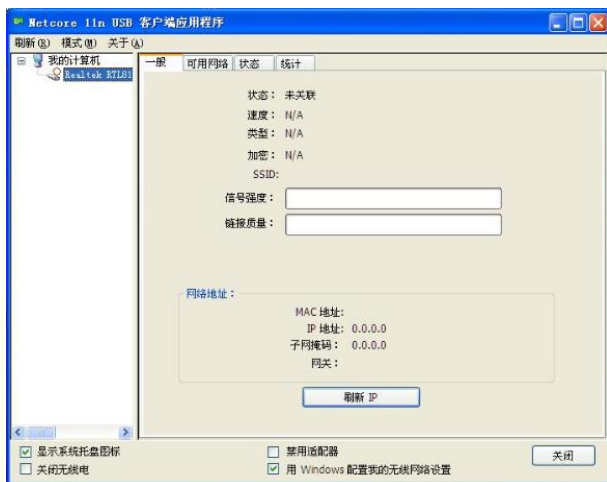 Netcore 11n USB 客户端应用程序
刷新(R) 模式(M) 关于(A)
我的计算机
Realtek RTL81
一般 可用网络 状态 统计
状态： 未关联
速度： N/A
类型： N/A
加密： N/A
SSID:
信号强度：
链接质量：
网络地址：
MAC 地址:
IP 地址: 0.0.0.0
子网掩码： 0.0.0.0
网关：
刷新 IP
显示系统托盘图标
关闭无线电
禁用适配器
用 Windows 配置我的无线网络设置
关闭